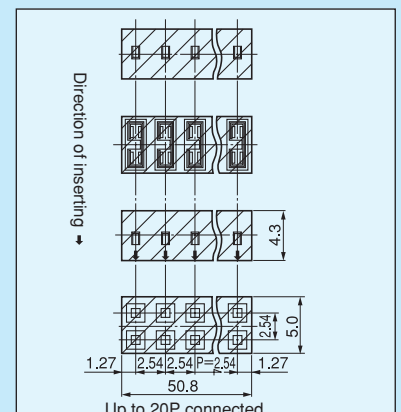 Direction of inserting →
4.3
2.54
5.0
1.27 2.54 2.54 P=2.54 1.27
50.8
Up to 20P connected